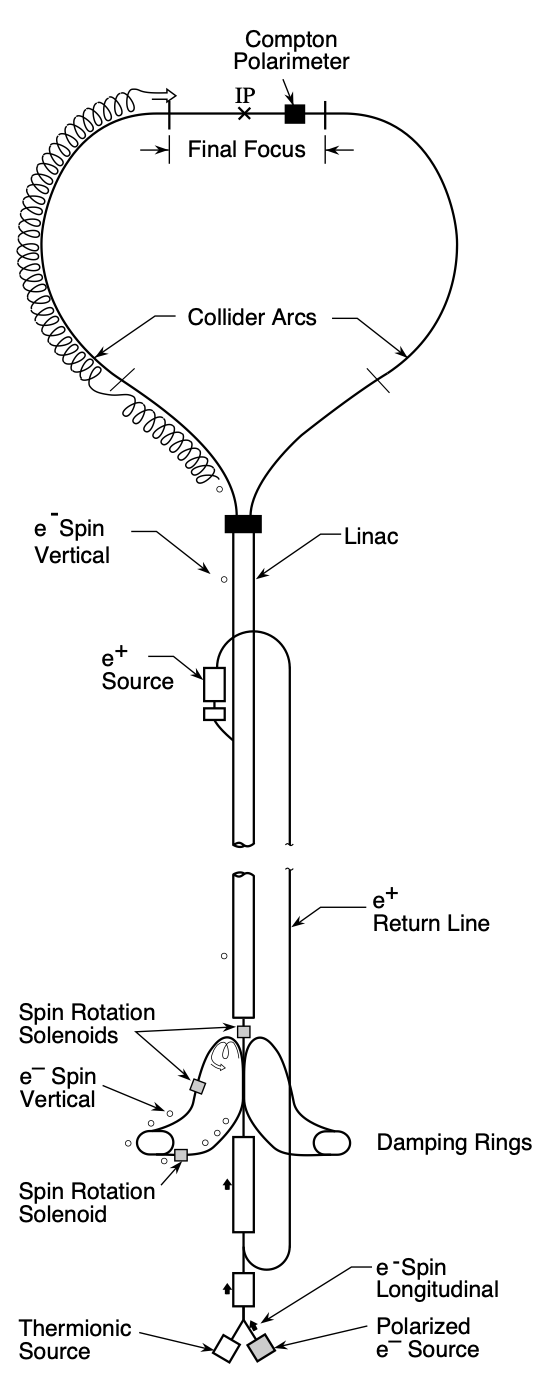 Compton
Polarimeter
IP
Final Focus
Collider Arcs
e⁻Spin
Vertical
Linac
e⁺
Source
e⁺
Return Line
Spin Rotation
Solenoids
e⁻ Spin
Vertical
Damping Rings
Spin Rotation
Solenoid
e⁻Spin
Longitudinal
Thermionic
Source
Polarized
e⁻ Source